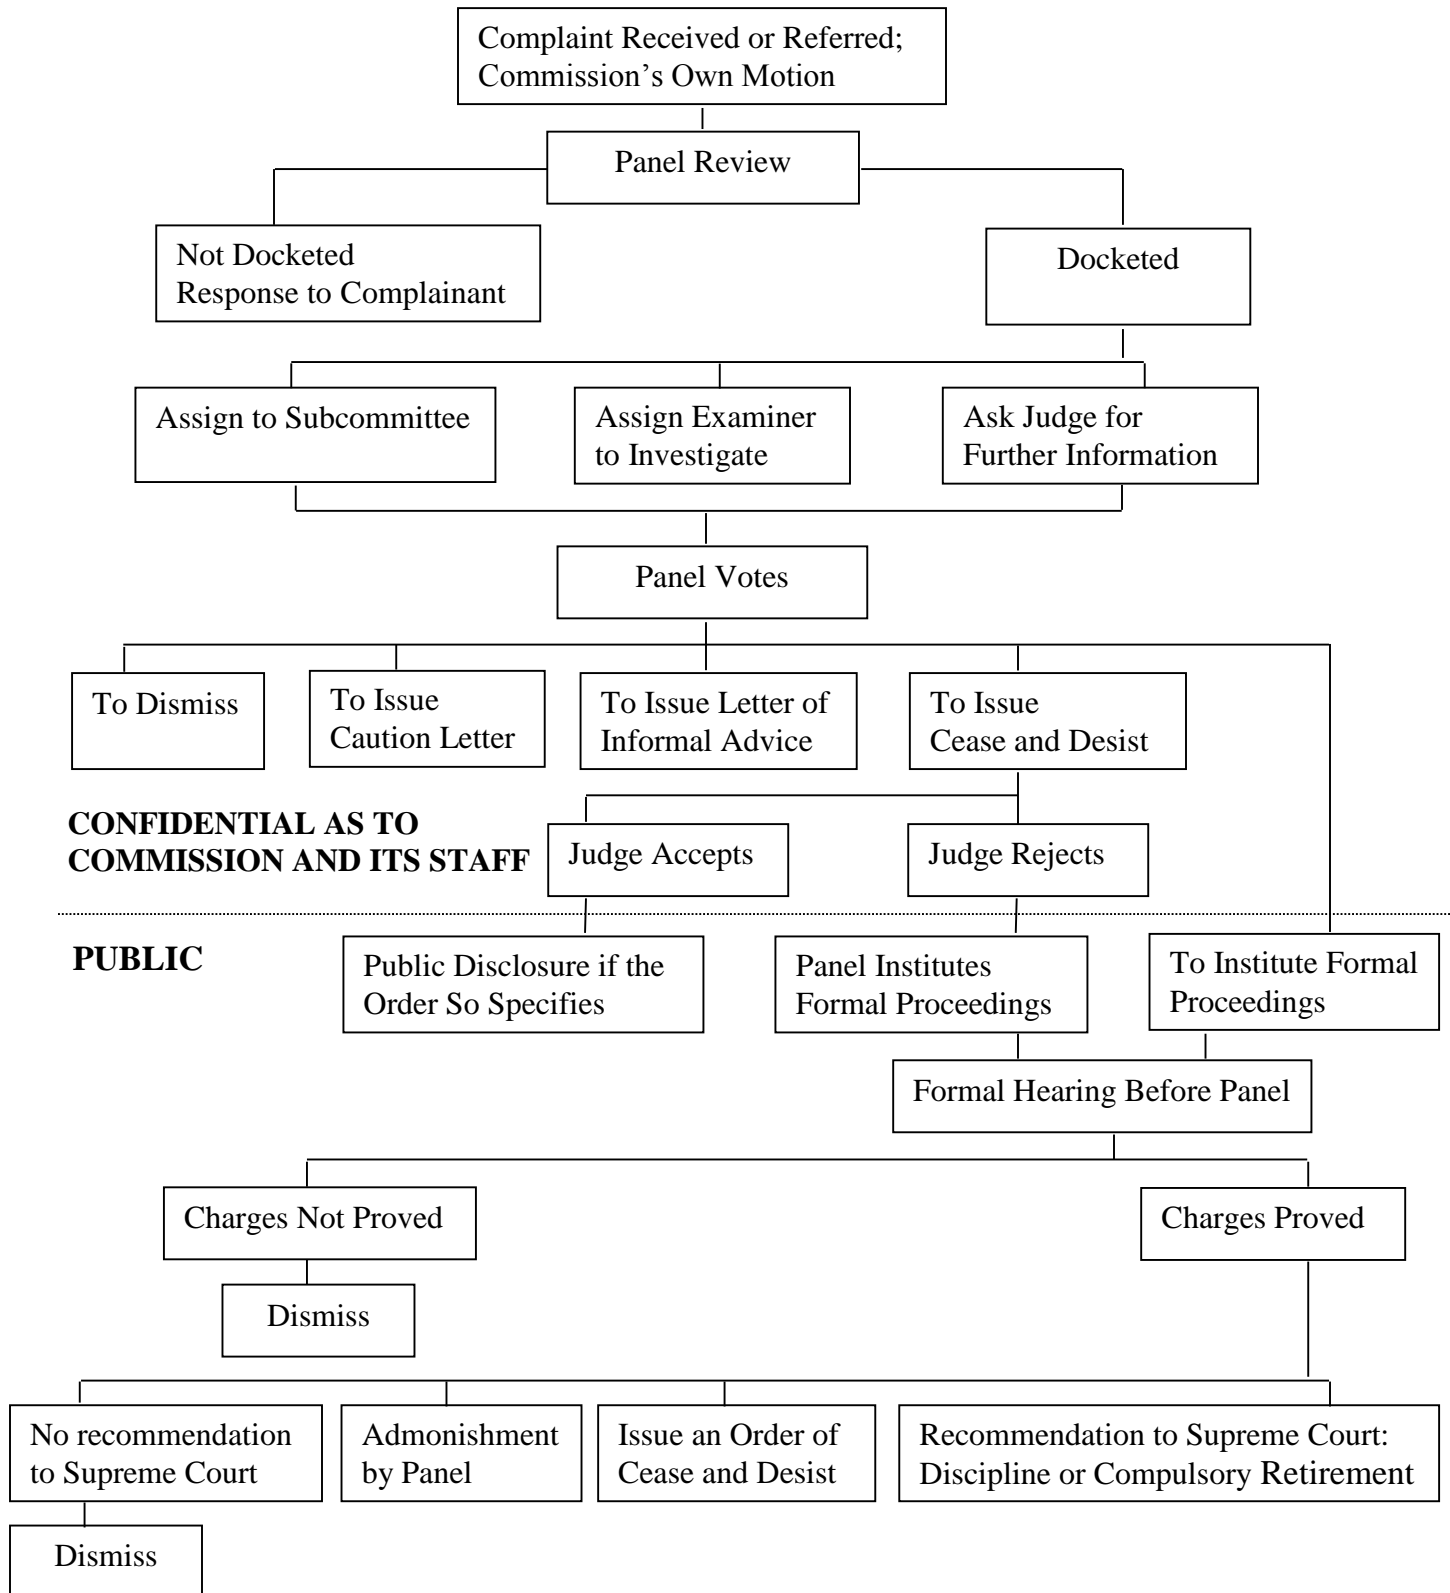 Complaint Received or Referred;
Commission’s Own Motion
Panel Review
Not Docketed
Response to Complainant
Docketed
Assign to Subcommittee
Assign Examiner
to Investigate
Ask Judge for
Further Information
Panel Votes
To Dismiss
To Issue
Caution Letter
To Issue Letter of
Informal Advice
To Issue
Cease and Desist
CONFIDENTIAL AS TO
COMMISSION AND ITS STAFF
Judge Accepts
Judge Rejects
PUBLIC
Public Disclosure if the
Order So Specifies
Panel Institutes
Formal Proceedings
To Institute Formal
Proceedings
Formal Hearing Before Panel
Charges Not Proved
Charges Proved
Dismiss
No recommendation
to Supreme Court
Admonishment
by Panel
Issue an Order of
Cease and Desist
Recommendation to Supreme Court:
Discipline or Compulsory Retirement
Dismiss